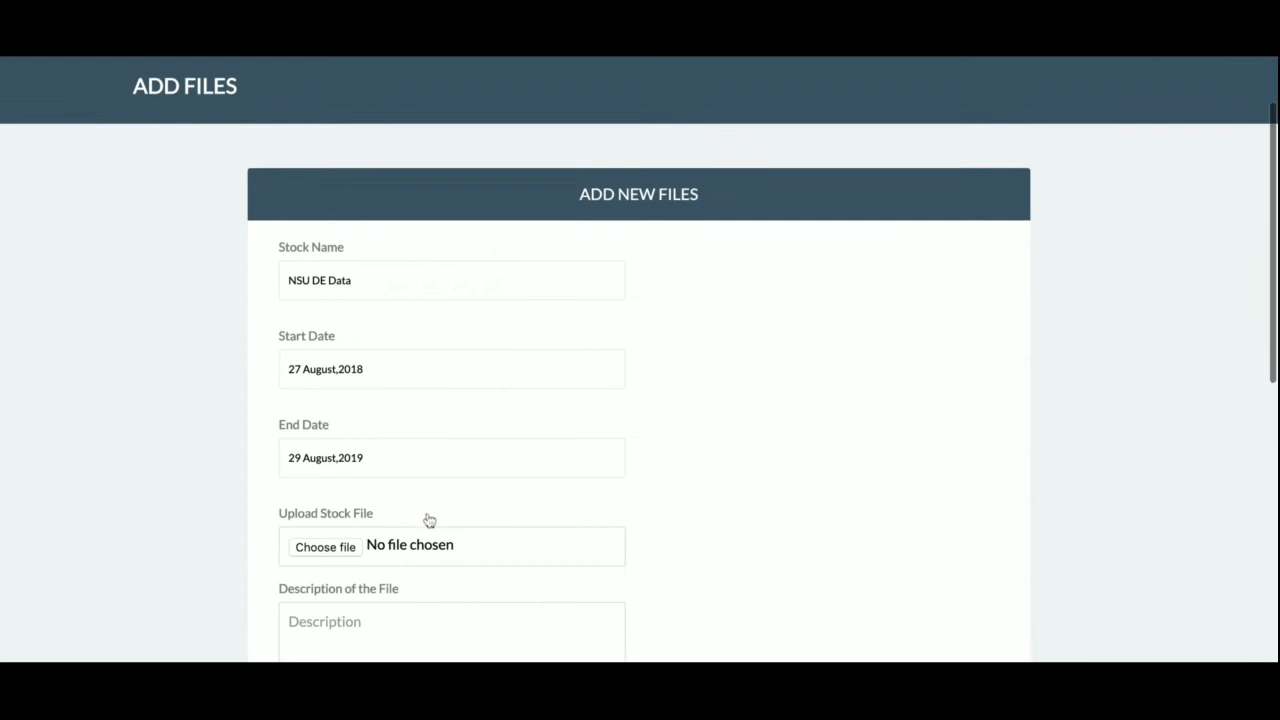 ADD FILES
ADD NEW FILES
Stock Name
NSU DE Data
Start Date
27 August,2018
End Date
29 August,2019
Upload Stock File
Choose file No file chosen
Description of the File
Description